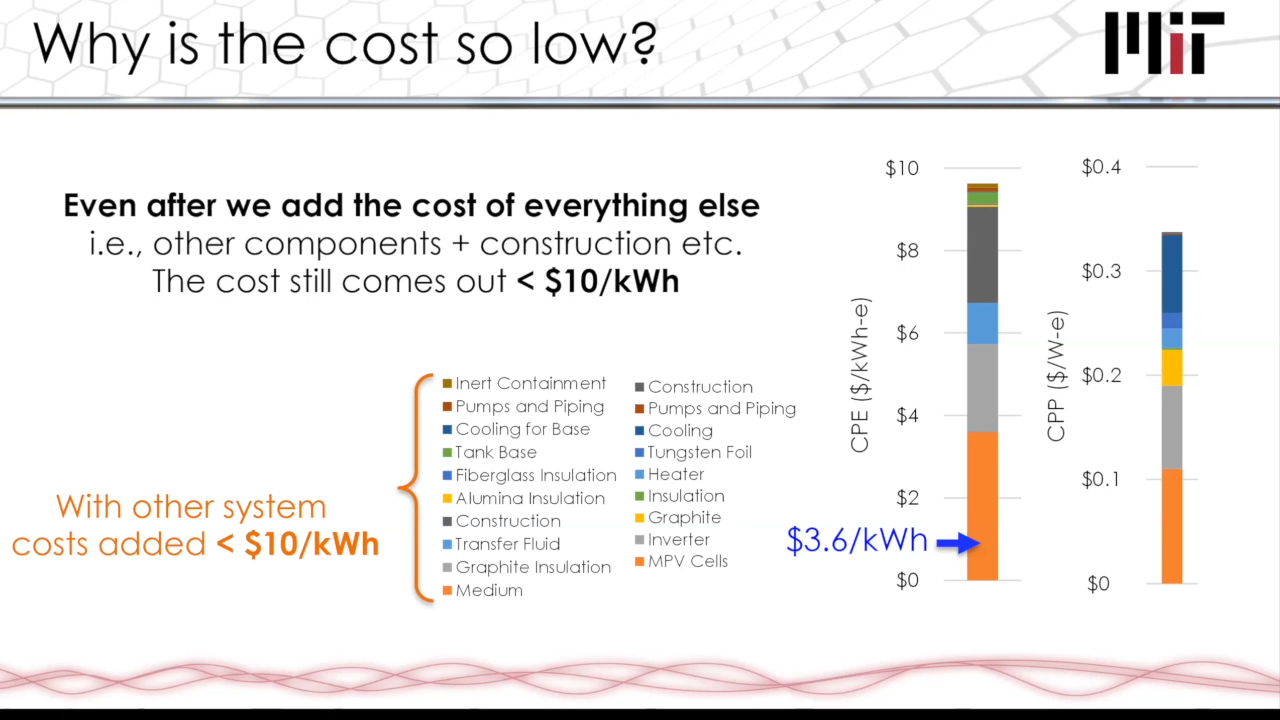 Why is the cost so low?
MIT
Even after we add the cost of everything else
i.e., other components + construction etc.
The cost still comes out < $10/kWh
With other system
costs added < $10/kWh
Inert Containment
Pumps and Piping
Cooling for Base
Tank Base
Fiberglass Insulation
Alumina Insulation
Construction
Transfer Fluid
Graphite Insulation
Medium
Construction
Pumps and Piping
Cooling
Tungsten Foil
Heater
Insulation
Graphite
Inverter
MPV Cells
$3.6/kWh
CPE ($/kWh-e)
$10
$8
$6
$4
$2
$0
CPP ($/W-e)
$0.4
$0.3
$0.2
$0.1
$0